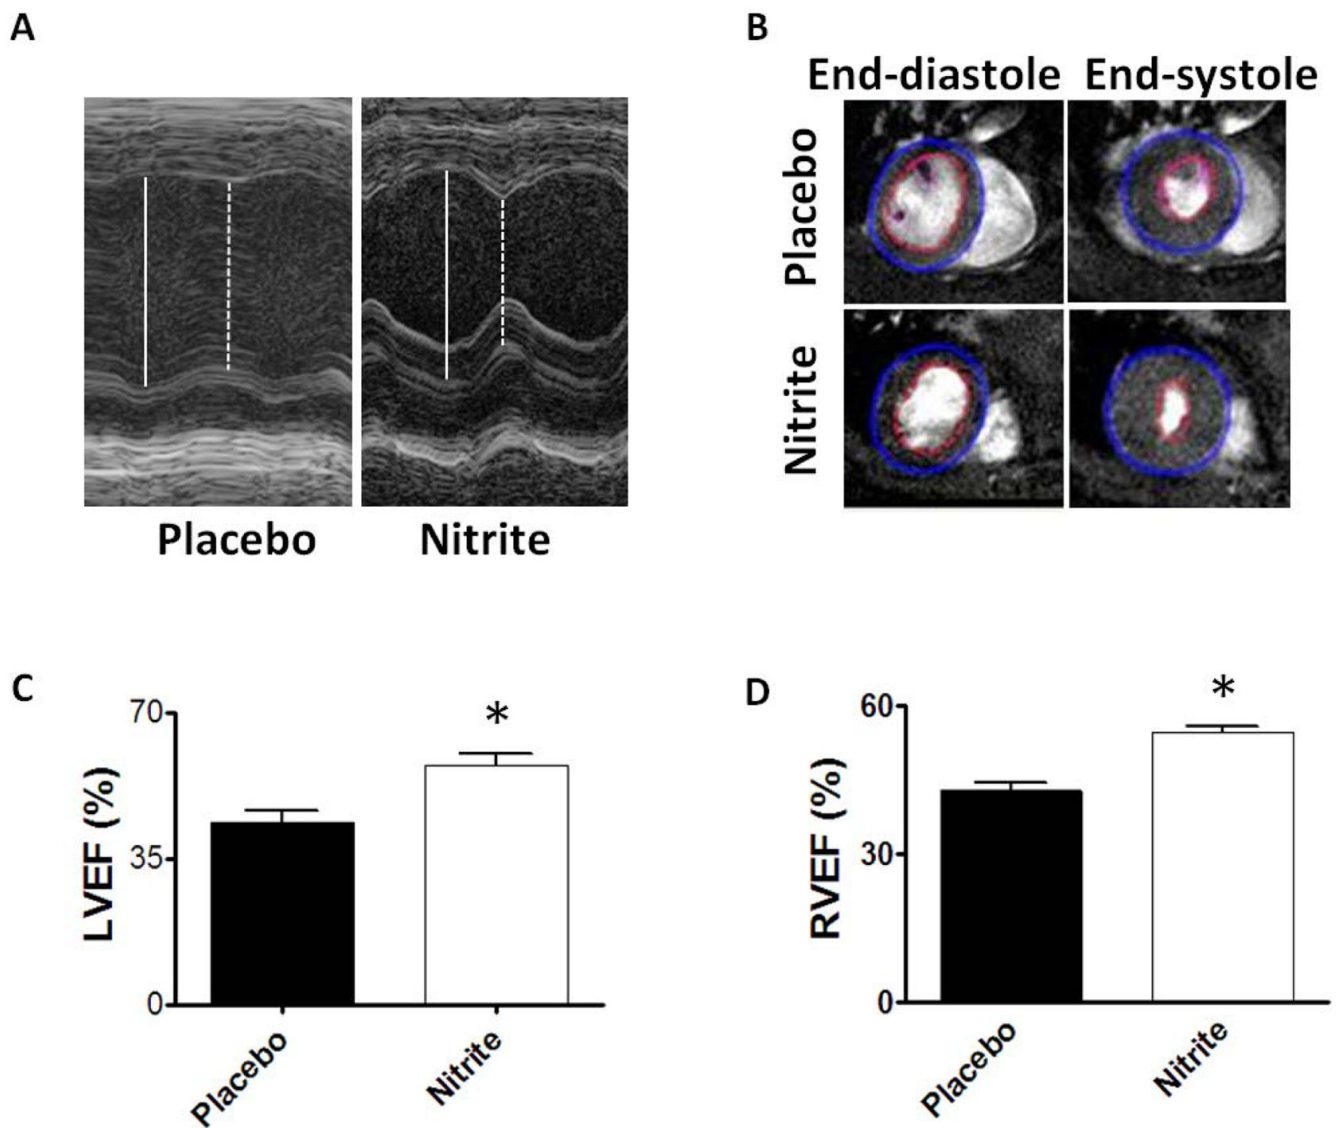 A
B
End-diastole End-systole
Placebo
Nitrite
Placebo Nitrite
C
70
35
0
LVEF (%)
*
Placebo
Nitrite
D
60
30
0
RVEF (%)
*
Placebo
Nitrite